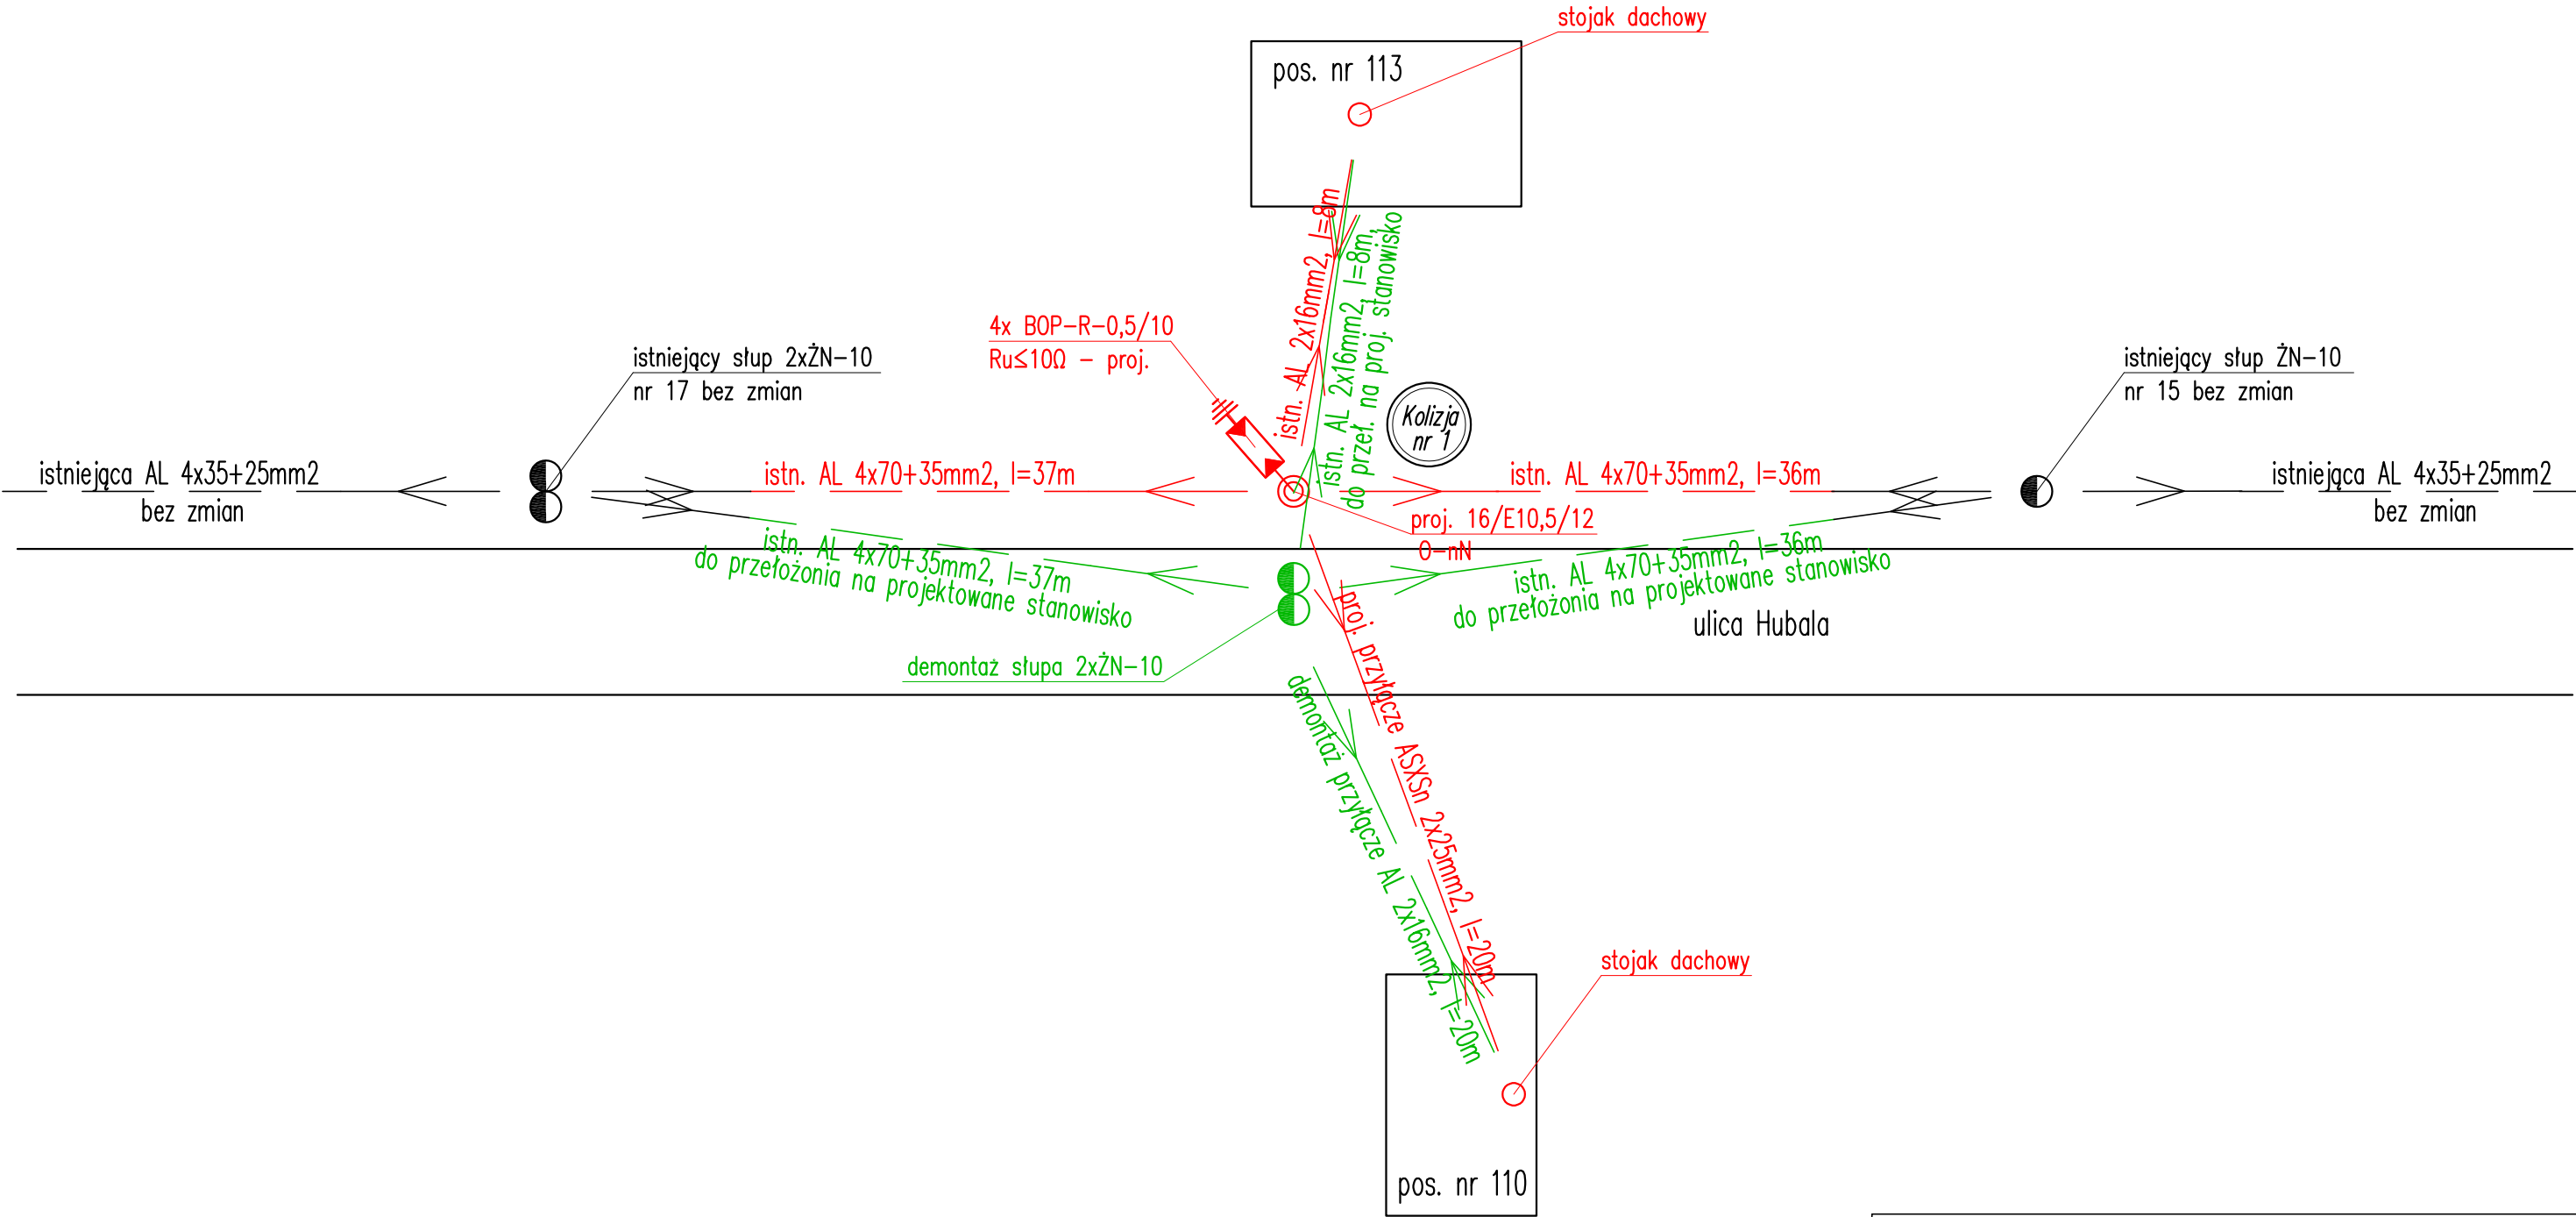 stojak dachowy
pos. nr 113
istn. AL 2x16mm2, l=8m
istn. AL 2x16mm2, l=8m,
do przeł. na proj. stanowisko
4x BOP-R-0,5/10
Ru≤10Ω - proj.
Kolizja
nr 1
istniejący słup 2xŻN-10
nr 17 bez zmian
istniejący słup ŻN-10
nr 15 bez zmian
istniejąca AL 4x35+25mm2
bez zmian
istn. AL 4x70+35mm2, l=37m
istn. AL 4x70+35mm2, l=36m
istniejąca AL 4x35+25mm2
bez zmian
proj. 16/E10,5/12
O-nN
istn. AL 4x70+35mm2, l=37m
do przełożonia na projektowane stanowisko
istn. AL 4x70+35mm2, l=36m
do przełożonia na projektowane stanowisko
ulica Hubala
demontaż słupa 2xŻN-10
proj. przyłącze ASXSn 2x25mm2, l=20m
demontaż przyłącze AL 2x16mm2, l=20m
stojak dachowy
pos. nr 110